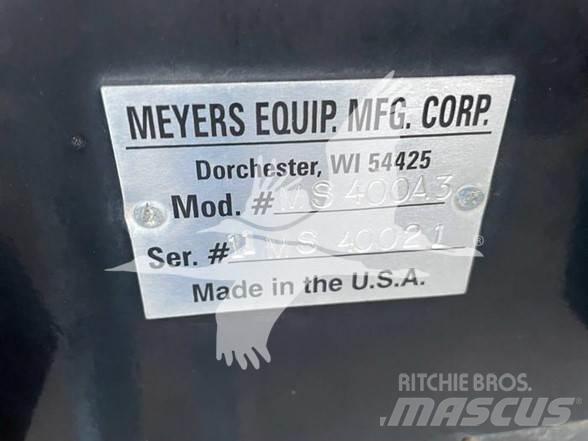 MEYERS EQUIP. MFG. CORP.
Dorchester, WI 54425
Mod. # MS 400A3
Ser. # 11 MS 40021
Made in the U.S.A.
RITCHIE BROS.
MASCUS